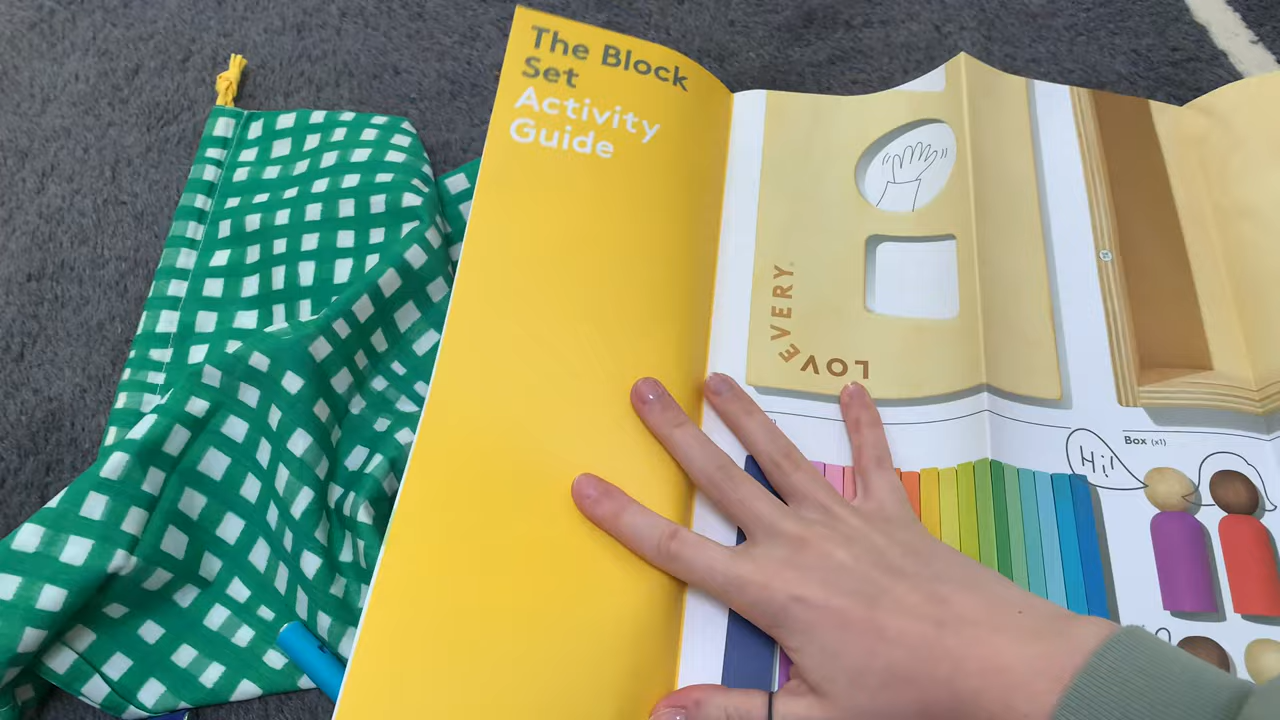 The Block
Set
Activity
Guide
LOVEVERY
Box (x1)
Hi!